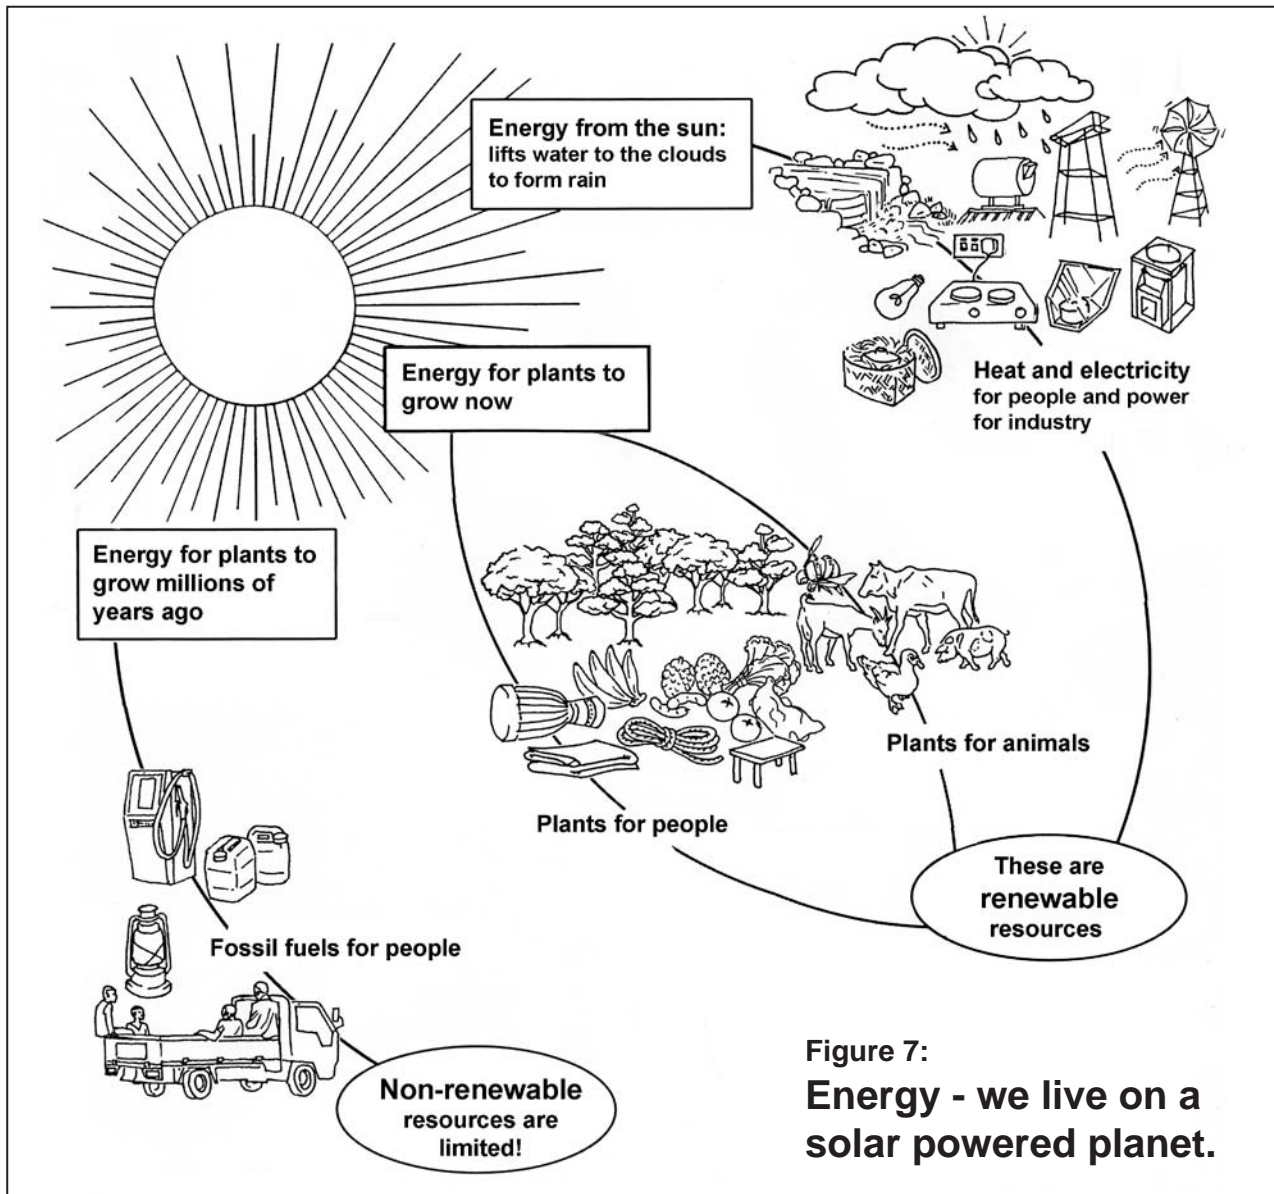 Energy from the sun:
lifts water to the clouds
to form rain
Heat and electricity
for people and power
for industry
Energy for plants to
grow now
Energy for plants to
grow millions of
years ago
Plants for animals
Plants for people
These are
renewable
resources
Fossil fuels for people
Non-renewable
resources are
limited!
Figure 7:
Energy - we live on a
solar powered planet.